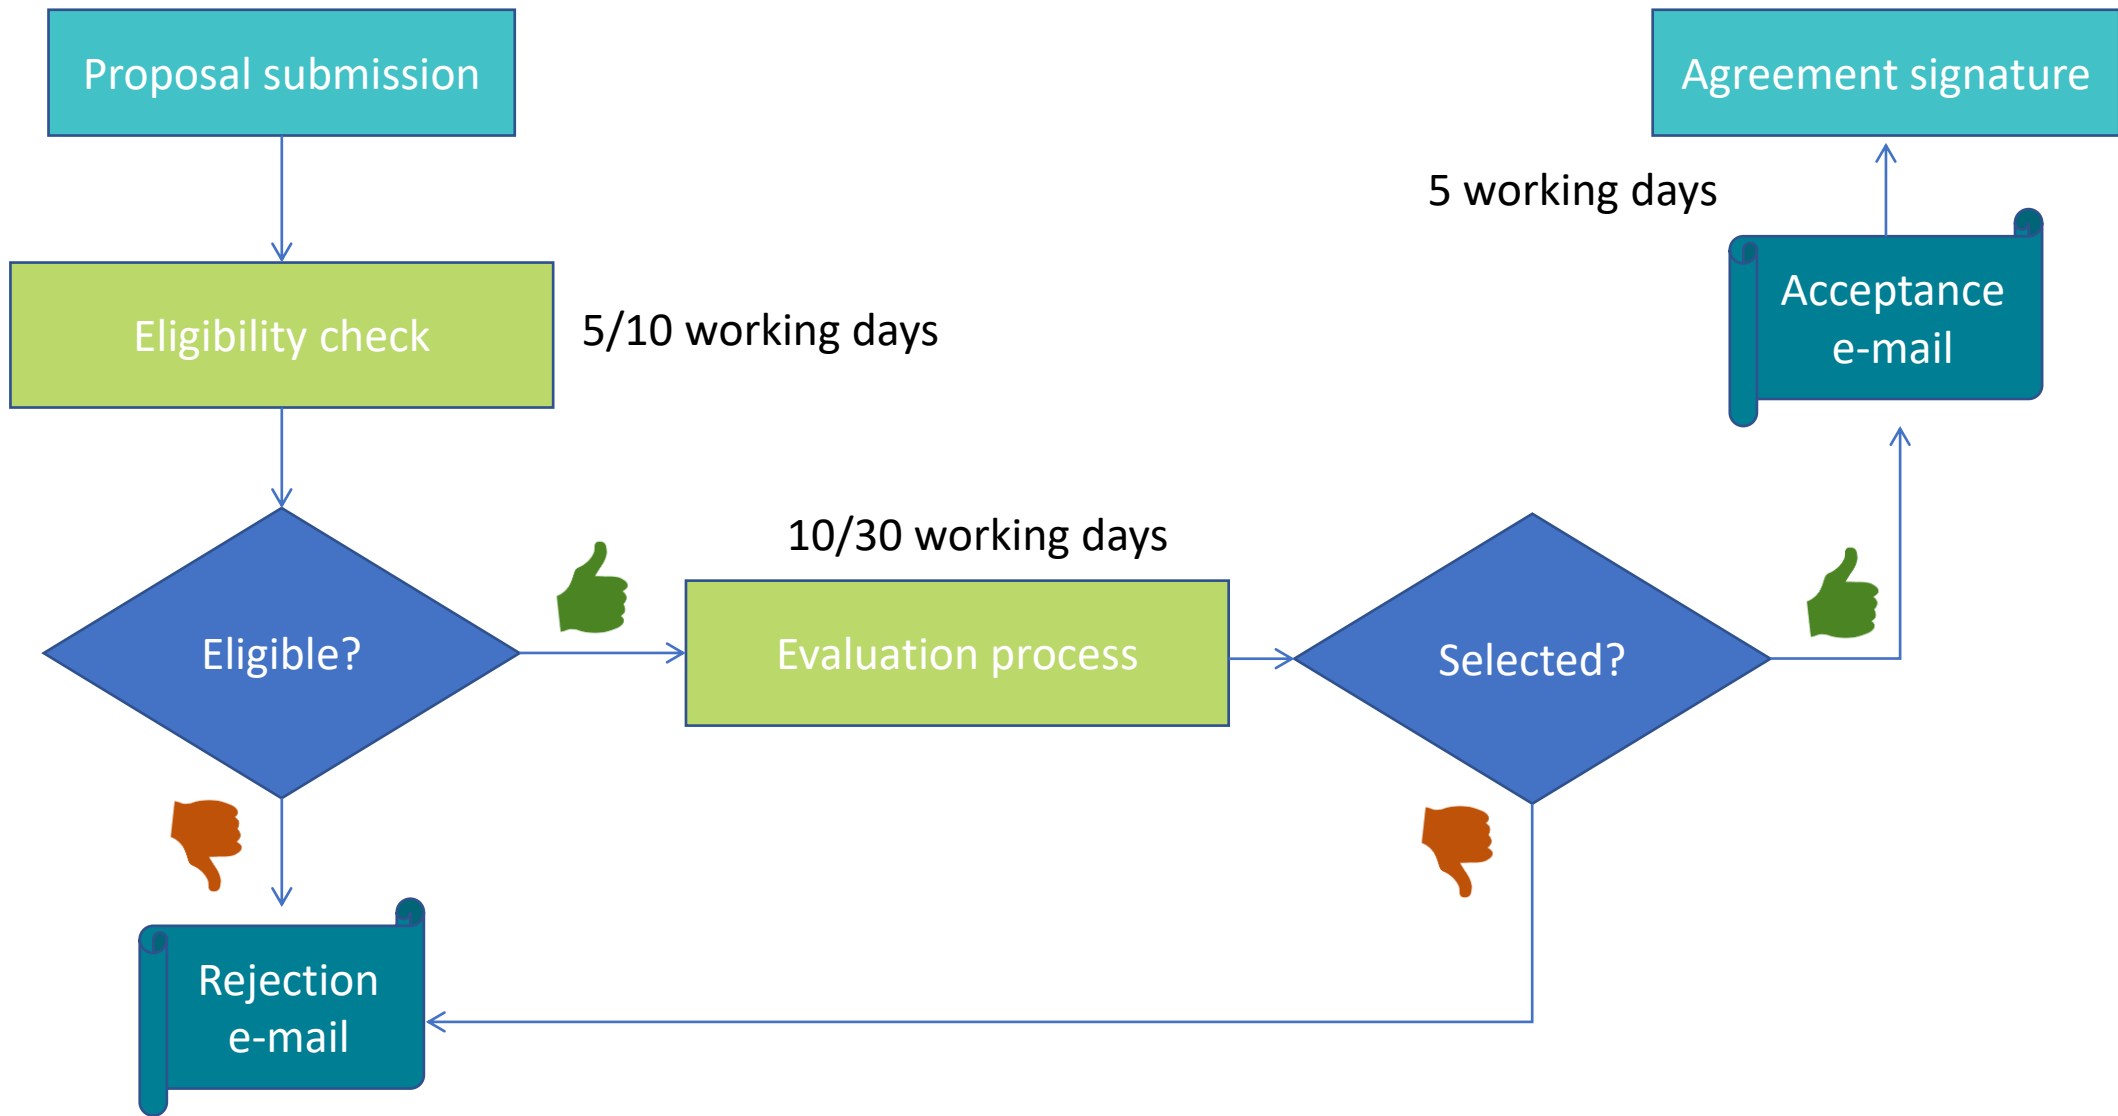 Proposal submission
Agreement signature
5 working days
Eligibility check
5/10 working days
Acceptance
e-mail
10/30 working days
Eligible?
Evaluation process
Selected?
Rejection
e-mail